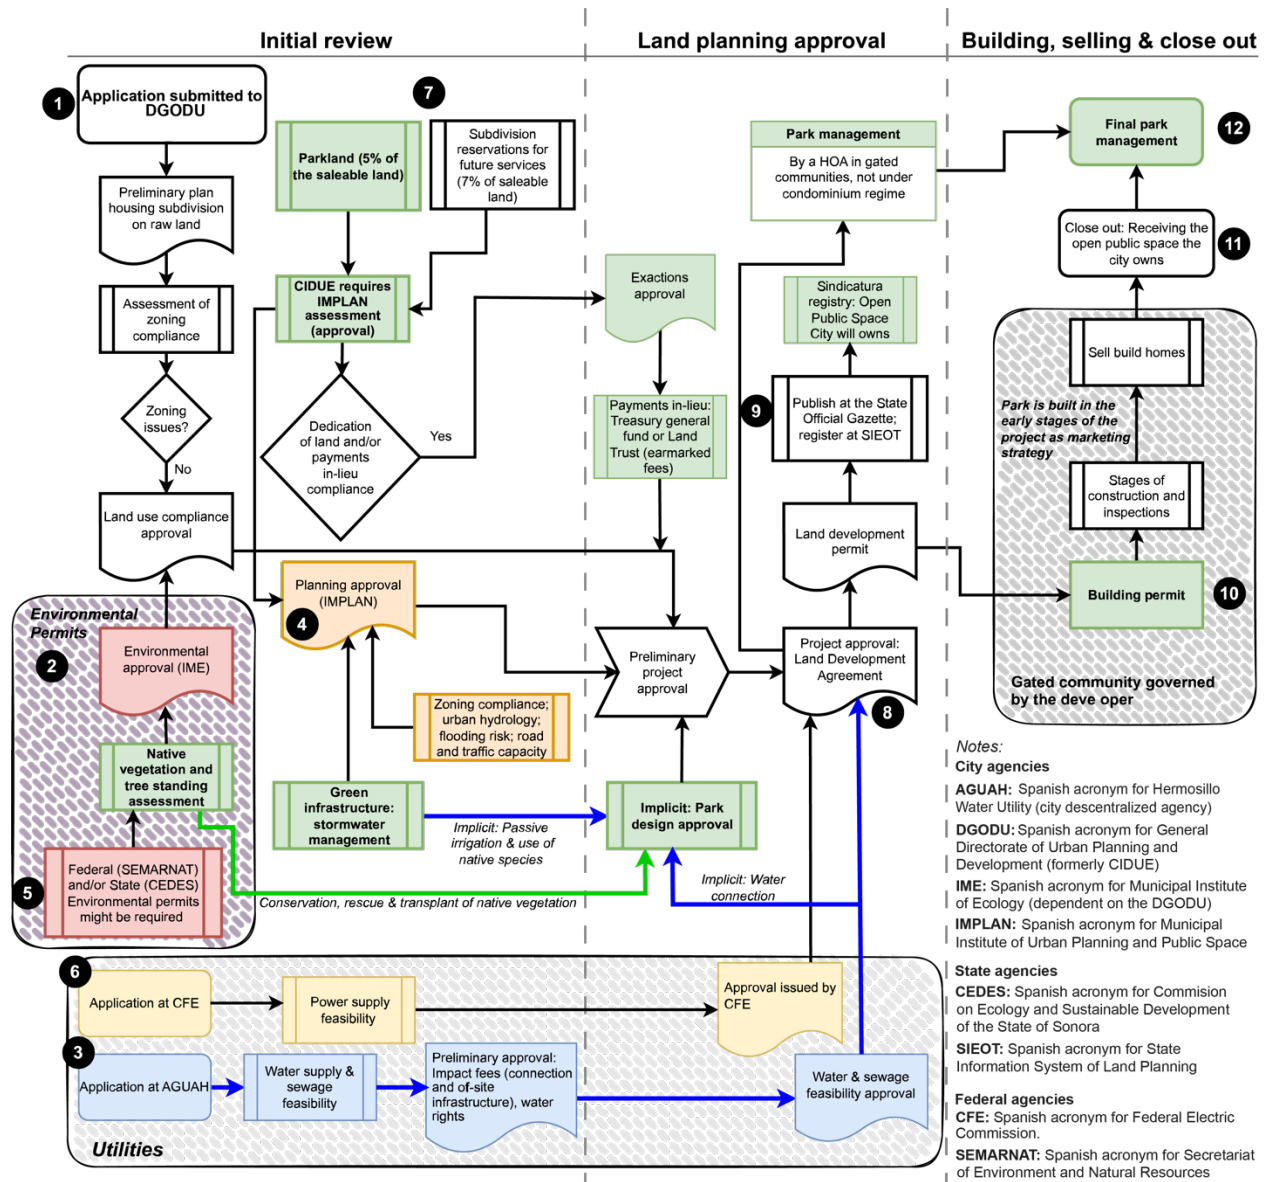 Initial review
Land planning approval
Building, selling & close out
1
Application submitted to
DGODU
Preliminary plan
housing subdivision
on raw land
Assessment of
zoning
compliance
Zoning
issues?
No
Land use compliance
approval
Environmental
Permits
2
Environmental
approval (IME)
Native
vegetation and
tree standing
assessment
5
Federal (SEMARNAT)
and/or State (CEDES)
Environmental permits
might be required
7
Parkland (5% of
the saleable land)
Subdivision
reservations for
future services
(7% of saleable
land)
CIDUE requires
IMPLAN
assessment
(approval)
Dedication
of land and/or
payments
in-lieu
compliance
Yes
Planning approval
(IMPLAN)
4
Zoning compliance;
urban hydrology;
flooding risk; road
and traffic capacity
Green
infrastructure:
stormwater
management
Implicit: Passive
irrigation & use of
native species
Conservation, rescue & transplant of native vegetation
Exactions
approval
Payments in-lieu:
Treasury general
fund or Land
Trust (earmarked
fees)
Preliminary
project
approval
Implicit: Park
design approval
Implicit: Water
connection
Park management
By a HOA in gated
communities, not under
condominium regime
Sindicatura
registry: Open
Public Space
City will owns
9
Publish at the State
Official Gazette;
register at SIEOT
Land development
permit
Project approval:
Land Development
Agreement
8
Final park
management
12
Close out: Receiving the
open public space the
city owns
11
Sell build homes
Park is built in the
early stages of the
project as marketing
strategy
Stages of
construction and
inspections
Building permit
10
Gated community governed
by the deve oper
6
Application at CFE
Power supply
feasibility
Approval issued by
CFE
3
Application at AGUAH
Water supply &
sewage
feasibility
Preliminary approval:
Impact fees (connection
and of-site
infrastructure), water
rights
Water & sewage
feasibility approval
Utilities
Notes:
City agencies
AGUAH: Spanish acronym for Hermosillo
Water Utility (city descentralized agency)
DGODU: Spanish acronym for General
Directorate of Urban Planning and
Development (formerly CIDUE)
IME: Spanish acronym for Municipal Institute
of Ecology (dependent on the DGODU)
IMPLAN: Spanish acronym for Municipal
Institute of Urban Planning and Public Space
State agencies
CEDES: Spanish acronym for Commision
on Ecology and Sustainable Development
of the State of Sonora
SIEOT: Spanish acronym for State
Information System of Land Planning
Federal agencies
CFE: Spanish acronym for Federal Electric
Commission.
SEMARNAT: Spanish acronym for Secretariat
of Environment and Natural Resources